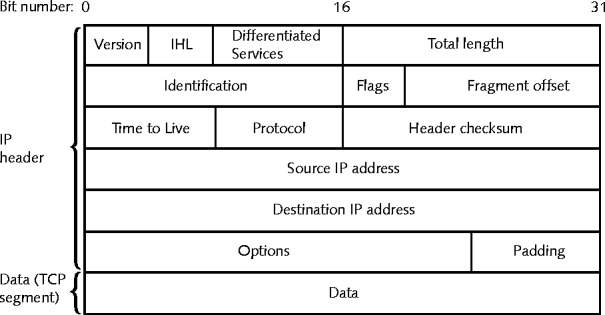 Bit number: 0 16 31
Version IHL Differentiated Services Total length
Identification Flags Fragment offset
IP header
Time to Live Protocol Header checksum
Source IP address
Destination IP address
Options Padding
Data (TCP segment)
Data